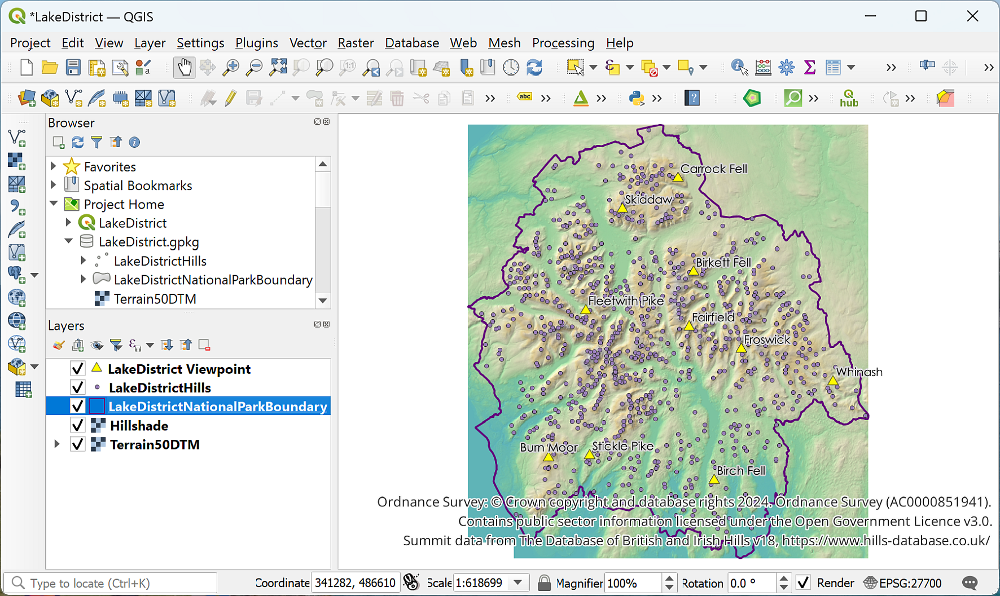 *LakeDistrict — QGIS
Project Edit View Layer Settings Plugins Vector Raster Database Web Mesh Processing Help
a 1:1 ε Σ » »
» abc » » » ? » Q hub »
Browser
Favorites
Spatial Bookmarks
Project Home
LakeDistrict
LakeDistrict.gpkg
LakeDistrictHills
LakeDistrictNationalParkBoundary
Terrain50DTM
Layers
LakeDistrict Viewpoint
LakeDistrictHills
LakeDistrictNationalParkBoundary
Hillshade
Terrain50DTM
Carrock Fell
Skiddaw
Birkett Fell
Fleetwith Pike
Fairfield
Froswick
Whinash
Burn Moor
Stickle Pike
Birch Fell
Ordnance Survey: © Crown copyright and database rights 2024. Ordnance Survey (AC0000851941).
Contains public sector information licensed under the Open Government Licence v3.0.
Summit data from The Database of British and Irish Hills v18, https://www.hills-database.co.uk/
Type to locate (Ctrl+K) Coordinate 341282, 486610 Scale 1:618699 Magnifier 100% Rotation 0.0 ° Render EPSG:27700